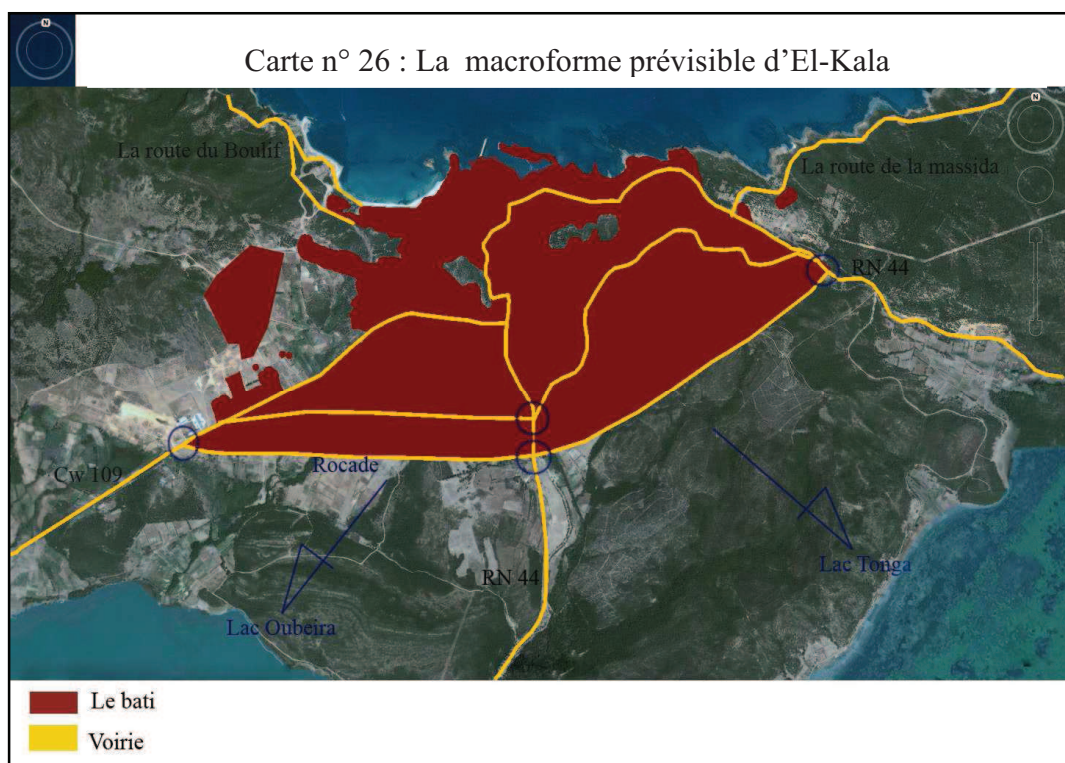 N
Carte n° 26 : La macroforme prévisible d'El-Kala
N
La route du Boulif
La route de la massida
RN 44
Cw 109
Rocade
RN 44
Lac Tonga
Lac Oubeira
Le bati
Voirie